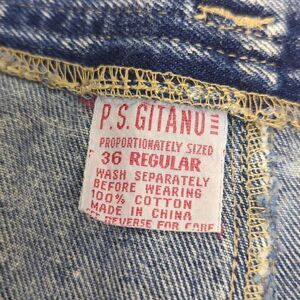 P.S. GITANO
PROPORTIONATELY SIZED
36 REGULAR
WASH SEPARATELY
BEFORE WEARING
100% COTTON
MADE IN CHINA
REVERSE FOR CARE